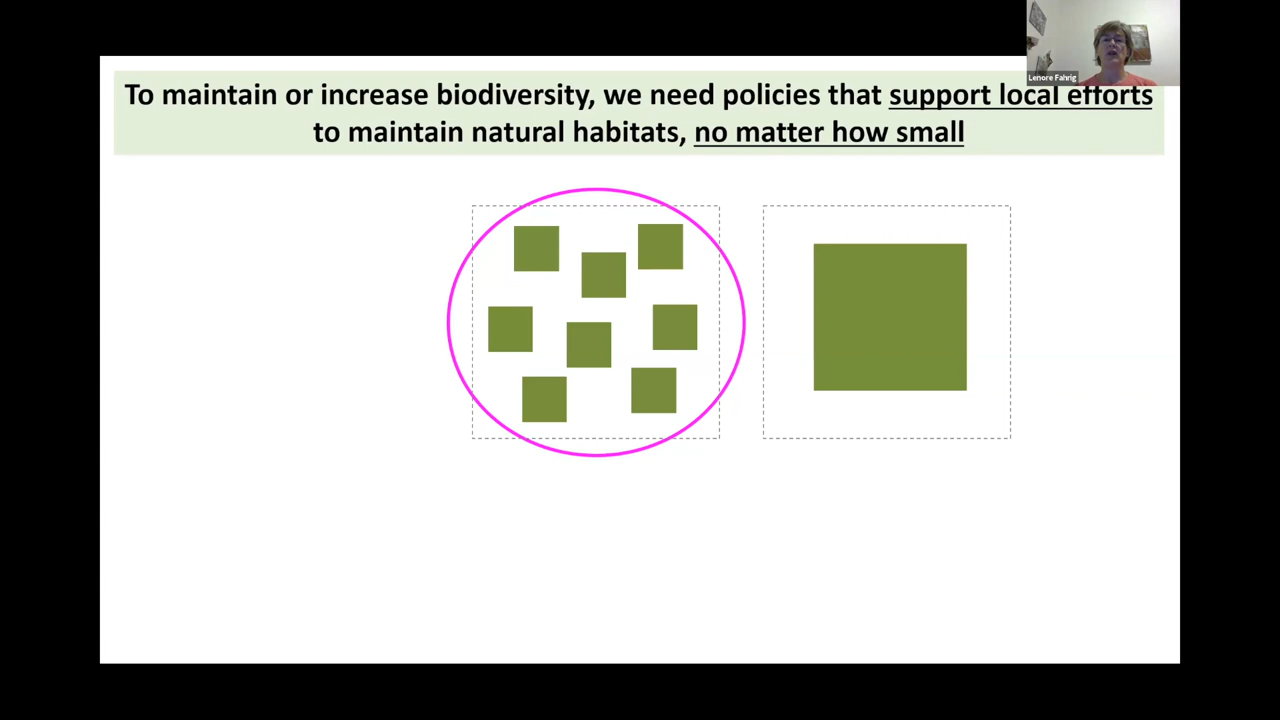 Lenore Fahrig
To maintain or increase biodiversity, we need policies that support local efforts
to maintain natural habitats, no matter how small